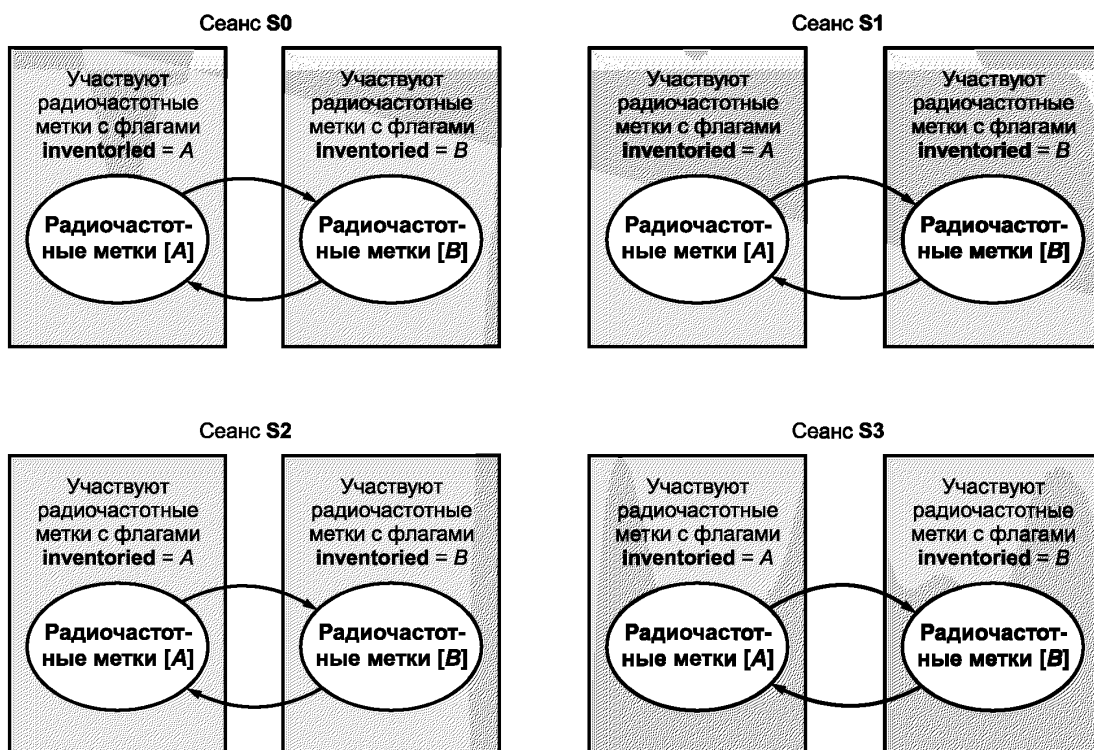 Сеанс S0
Участвуют
радиочастотные
метки с флагами
inventoried = A
Радиочастот-
ные метки [A]
Участвуют
радиочастотные
метки с флагами
inventoried = B
Радиочастот-
ные метки [B]
Сеанс S1
Участвуют
радиочастотные
метки с флагами
inventoried = A
Радиочастот-
ные метки [A]
Участвуют
радиочастотные
метки с флагами
inventoried = B
Радиочастот-
ные метки [B]
Сеанс S2
Участвуют
радиочастотные
метки с флагами
inventoried = A
Радиочастот-
ные метки [A]
Участвуют
радиочастотные
метки с флагами
inventoried = B
Радиочастот-
ные метки [B]
Сеанс S3
Участвуют
радиочастотные
метки с флагами
inventoried = A
Радиочастот-
ные метки [A]
Участвуют
радиочастотные
метки с флагами
inventoried = B
Радиочастот-
ные метки [B]